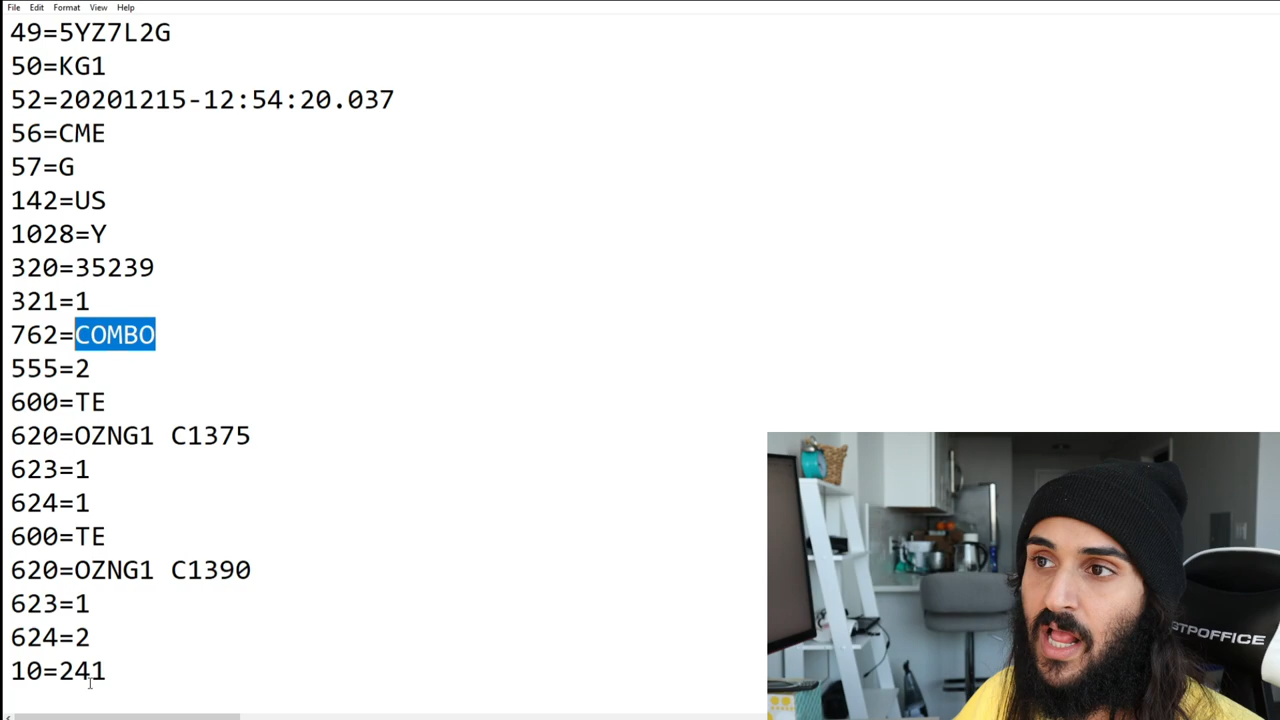 File Edit Format View Help
49=5YZ7L2G
50=KG1
52=20201215-12:54:20.037
56=CME
57=G
142=US
1028=Y
320=35239
321=1
762=COMBO
555=2
600=TE
620=OZNG1 C1375
623=1
624=1
600=TE
620=OZNG1 C1390
623=1
624=2
10=241
STPOFFICE